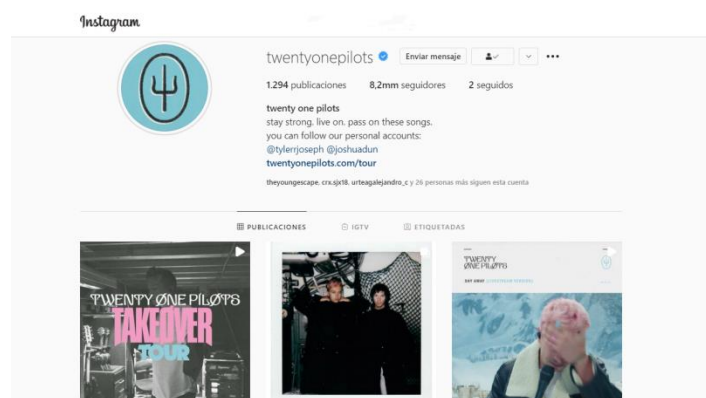 Instagram
twentyonepilots Enviar mensaje
1.294 publicaciones 8,2mm seguidores 2 seguidos
twenty one pilots
stay strong. live on. pass on these songs.
you can follow our personal accounts:
@tylerrjoseph @joshuadun
twentyonepilots.com/tour
theyoungescape, crx.sjx18, urteagalejandro_c y 26 personas más siguen esta cuenta
PUBLICACIONES IGTV ETIQUETADAS
TWENTY ØNE PILØTS
TAKEØVER
TOUR
TWENTY
ØNE PILØTS